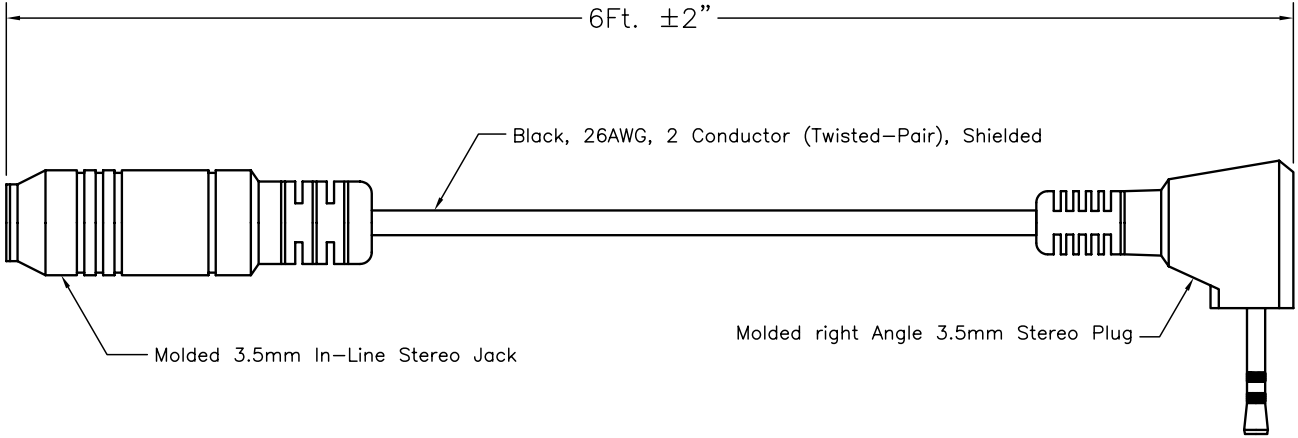 6Ft. ±2”
Black, 26AWG, 2 Conductor (Twisted–Pair), Shielded
Molded right Angle 3.5mm Stereo Plug
Molded 3.5mm In–Line Stereo Jack